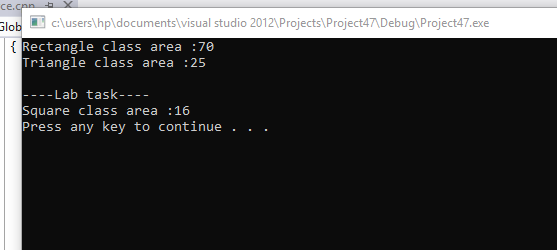 ce.cpp
Glob
{
c:\users\hp\documents\visual studio 2012\Projects\Project47\Debug\Project47.exe
Rectangle class area :70
Triangle class area :25
----Lab task----
Square class area :16
Press any key to continue . . .